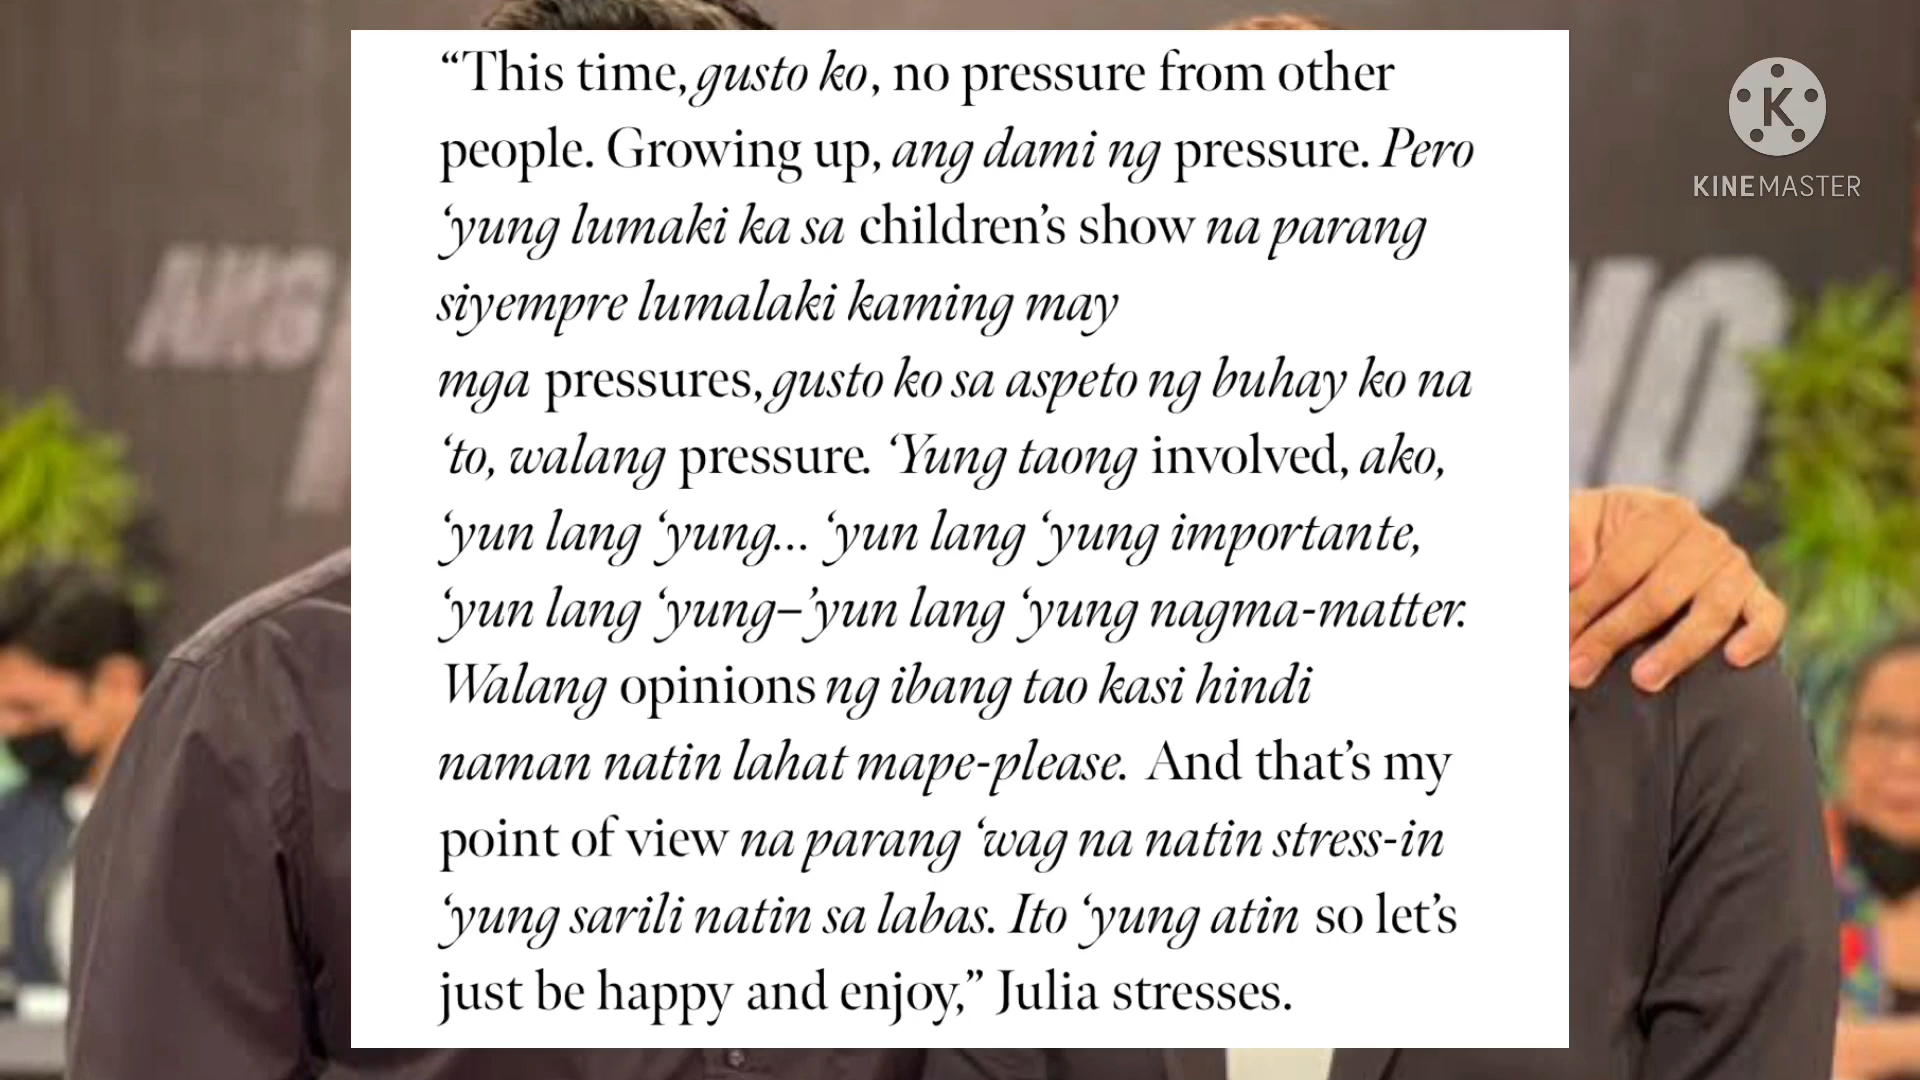 “This time, gusto ko, no pressure from other
people. Growing up, ang dami ng pressure. Pero
‘yung lumaki ka sa children’s show na parang
siyempre lumalaki kaming may
mga pressures, gusto ko sa aspeto ng buhay ko na
‘to, walang pressure. ‘Yung taong involved, ako,
‘yun lang ‘yung... ‘yun lang ‘yung importante,
‘yun lang ‘yung–’yun lang ‘yung nagma-matter.
Walang opinions ng ibang tao kasi hindi
naman natin lahat mape-please. And that’s my
point of view na parang ‘wag na natin stress-in
‘yung sarili natin sa labas. Ito ‘yung atin so let’s
just be happy and enjoy,” Julia stresses.
K
KINEMASTER
ANG